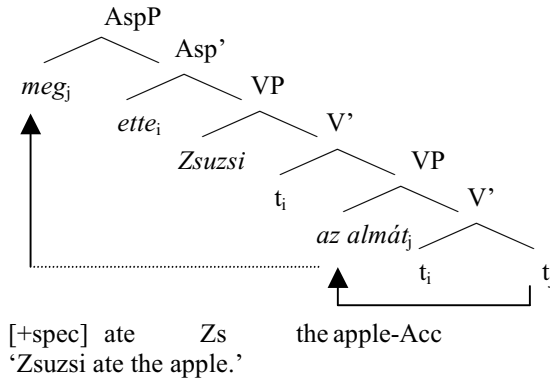 AspP
Asp’
meg_j VP
ette_i V’
Zsuzsi VP
t_i V’
az almát_j
t_i t_j
[+spec] ate Zs the apple-Acc
‘Zsuzsi ate the apple.’